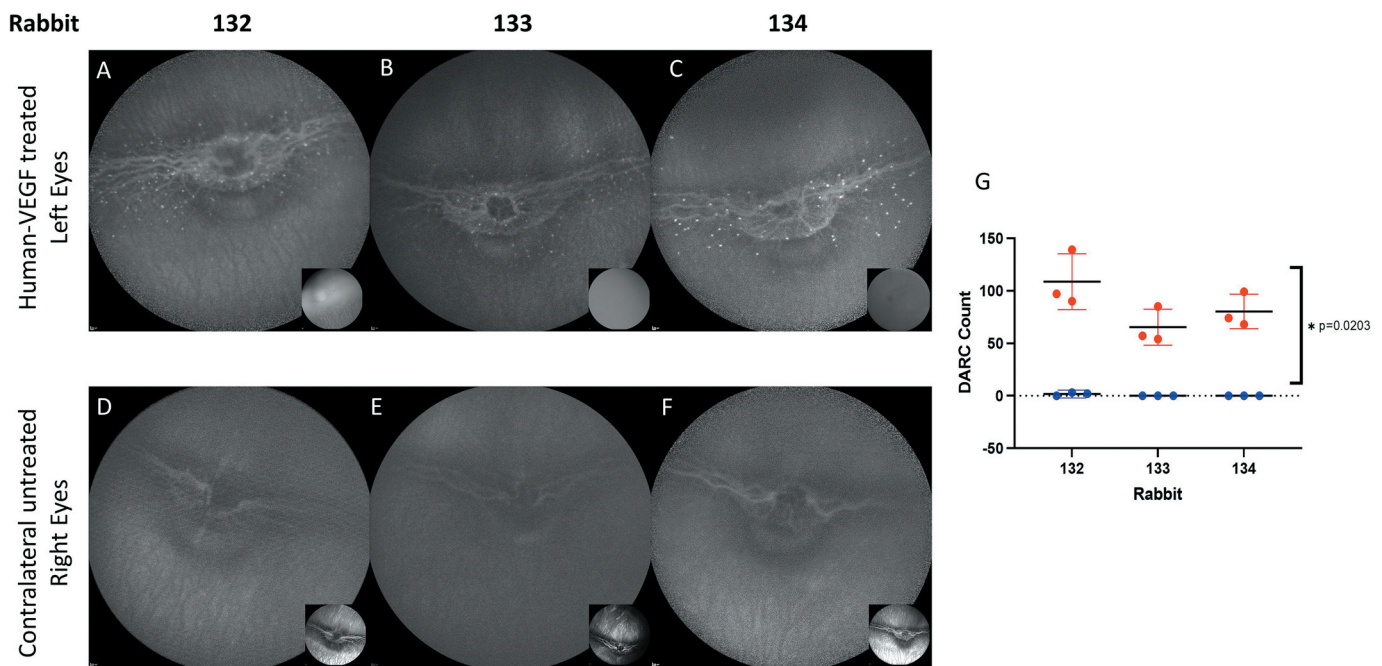 Rabbit 132 133 134
Human-VEGF treated
Left Eyes
A
B
C
Contralateral untreated
Right Eyes
D
E
F
G
150
100
50
0
-50
DARC Count
132 133 134
Rabbit
* p=0.0203